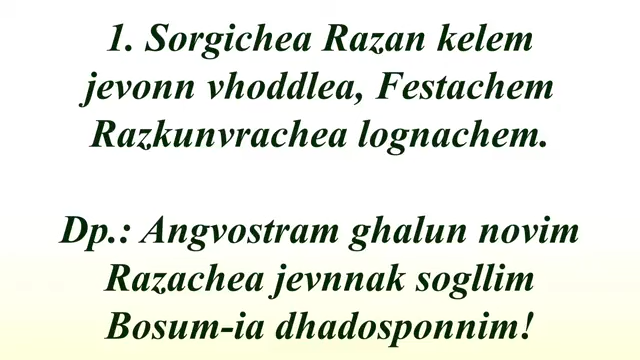 1. Sorgichea Razan kelem
jevonn vhoddlea, Festachem
Razkunvrachea lognachem.
Dp.: Angvostram ghalun novim
Razachea jevnnak sogllim
Bosum-ia dhadosponnim!